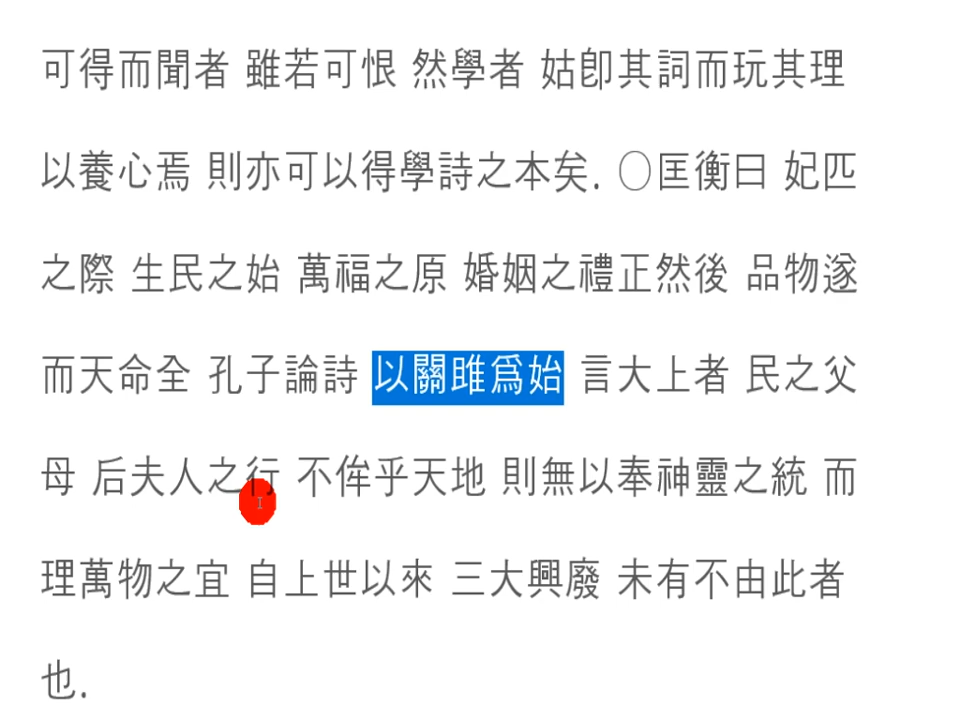 可得而聞者 雖若可恨 然學者 姑卽其詞而玩其理
以養心焉 則亦可以得學詩之本矣. ○匡衡曰 妃匹
之際 生民之始 萬福之原 婚姻之禮正然後 品物遂
而天命全 孔子論詩 以關雎爲始 言大上者 民之父
母 后夫人之行 不侔乎天地 則無以奉神靈之統 而
理萬物之宜 自上世以來 三大興廢 未有不由此者
也.